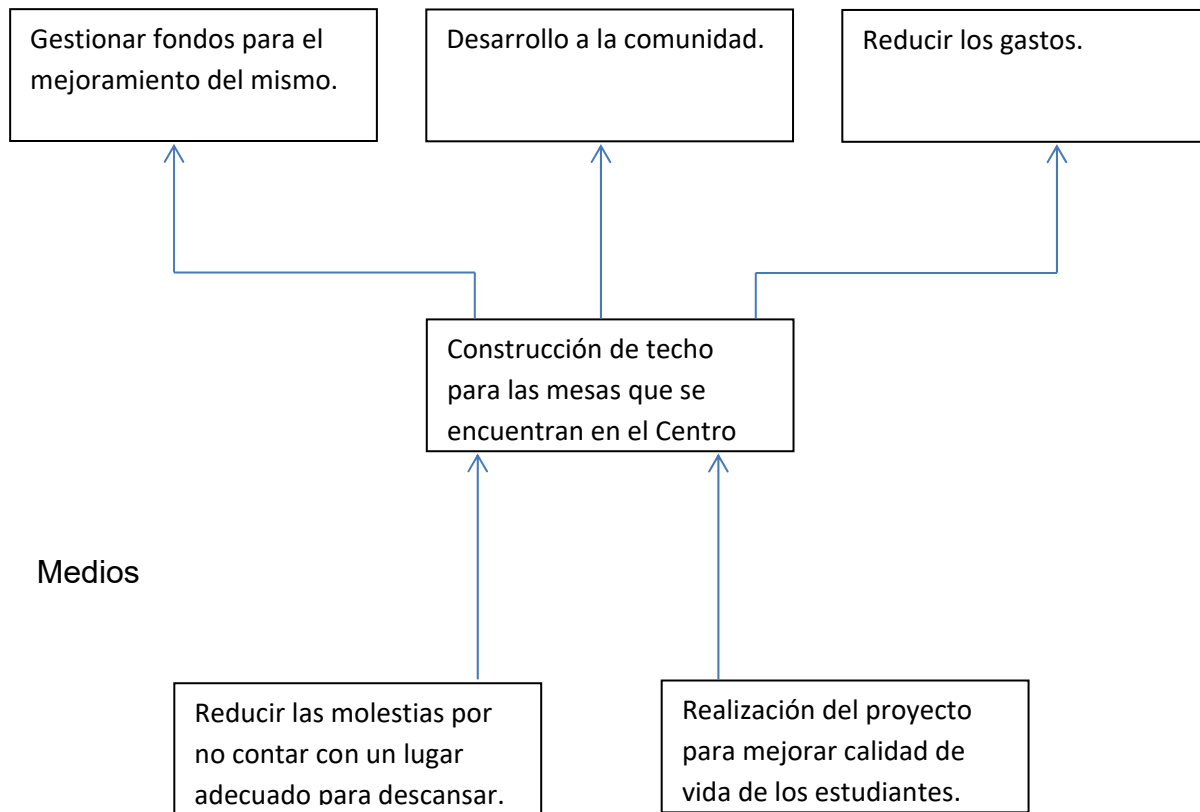 Gestionar fondos para el
mejoramiento del mismo.
Desarrollo a la comunidad.
Reducir los gastos.
Construcción de techo
para las mesas que se
encuentran en el Centro
Medios
Reducir las molestias por
no contar con un lugar
adecuado para descansar.
Realización del proyecto
para mejorar calidad de
vida de los estudiantes.